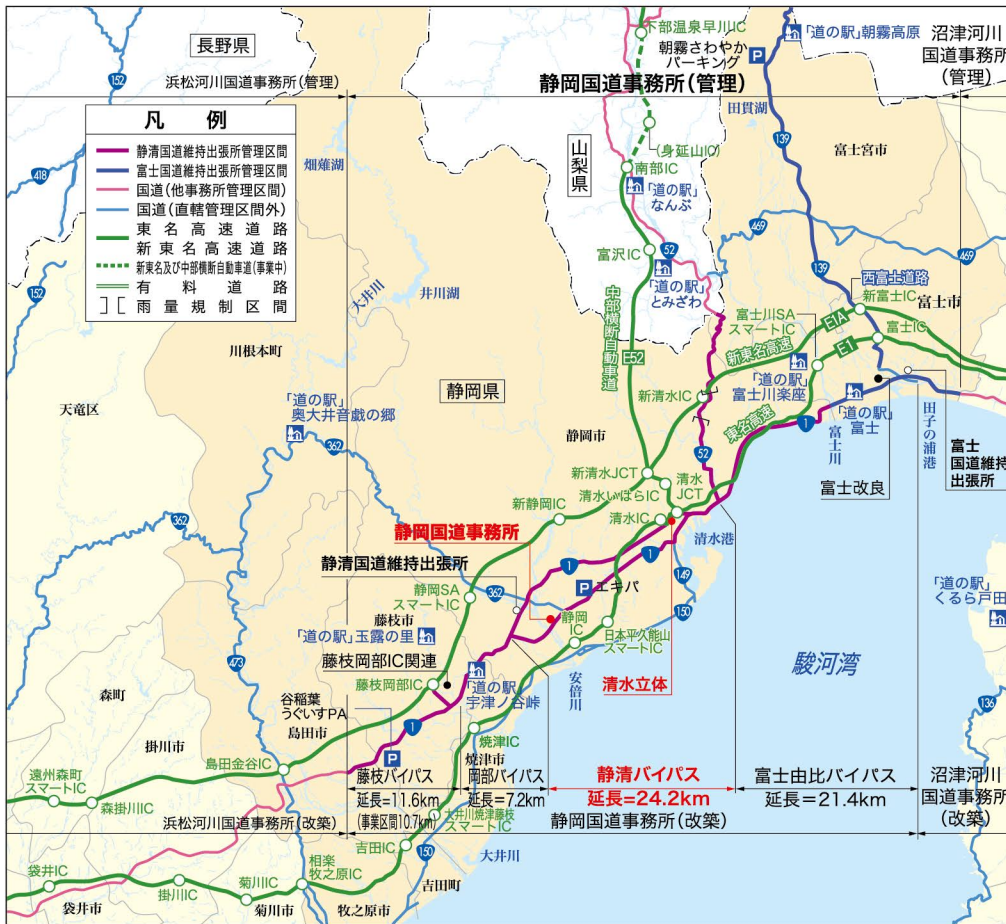 長野県
浜松河川国道事務所(管理)
静岡国道事務所(管理)
沼津河川
国道事務所
(管理)
下部温泉早川IC
朝霧さわやか
パーキング
「道の駅」朝霧高原
凡 例
静清国道維持出張所管理区間
富士国道維持出張所管理区間
国道(他事務所管理区間)
国道(直轄管理区間外)
東名高速道路
新東名高速道路
新東名及び中部横断自動車道(事業中)
有料道路
雨量規制区間
152
418
152
畑薙湖
田貫湖
139
富士宮市
(身延山IC)
山梨県
南部IC
「道の駅」
なんぶ
富沢IC
52
「道の駅」
とみざわ
469
469
139
西富士道路
新富士IC
富士市
富士川SA
スマートIC
富士IC
E1A
E1
新東名高速
東名高速
中部横断自動車道
E52
大井川
井川湖
川根本町
静岡県
天竜区
「道の駅」
奥大井音戯の郷
362
静岡市
新清水IC
「道の駅」
富士川楽座
「道の駅」
富士
1
富士川
田子の浦港
富士
国道維持
出張所
富士改良
52
新清水JCT
清水
JCT
清水いはらIC
新静岡IC
清水IC
清水港
362
静岡国道事務所
静清国道維持出張所
1
1
149
362
エキパ
150
静岡SA
スマートIC
静岡
IC
日本平久能山
スマートIC
「道の駅」
くるら戸田
藤枝市
「道の駅」玉露の里
藤枝岡部IC関連
473
駿河湾
清水立体
藤枝岡部IC
「道の駅」
宇津ノ谷峠
安倍川
136
森町
谷稲葉
うぐいすPA
島田市
1
掛川市
焼津IC
島田金谷IC
焼津市
遠州森町
スマートIC
森掛川IC
藤枝バイパス
延長=11.6km
(事業区間10.7km)
岡部バイパス
延長=7.2km
静清バイパス
延長=24.2km
富士由比バイパス
延長=21.4km
沼津河川
国道事務所
(改築)
大井川焼津藤枝
スマートIC
浜松河川国道事務所(改築)
静岡国道事務所(改築)
吉田IC
150
大井川
相楽
牧之原IC
袋井IC
掛川IC
菊川IC
吉田町
袋井市
菊川市
牧之原市